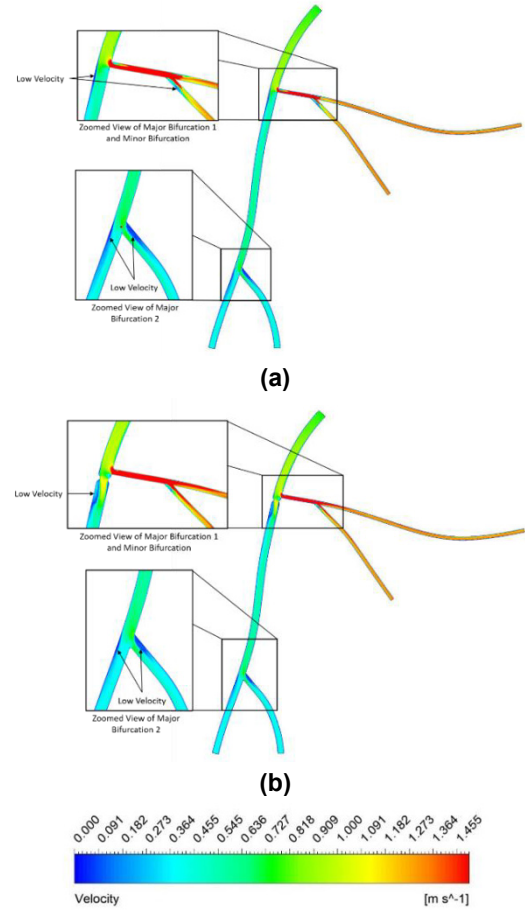 Low Velocity
Zoomed View of Major Bifurcation 1
and Minor Bifurcation
Low Velocity
Zoomed View of Major
Bifurcation 2
(a)
Low Velocity
Zoomed View of Major Bifurcation 1
and Minor Bifurcation
Low Velocity
Zoomed View of Major
Bifurcation 2
(b)
0.000 0.091 0.182 0.273 0.364 0.455 0.545 0.636 0.727 0.818 0.909 1.000 1.091 1.182 1.273 1.364 1.455
Velocity [m s^-1]